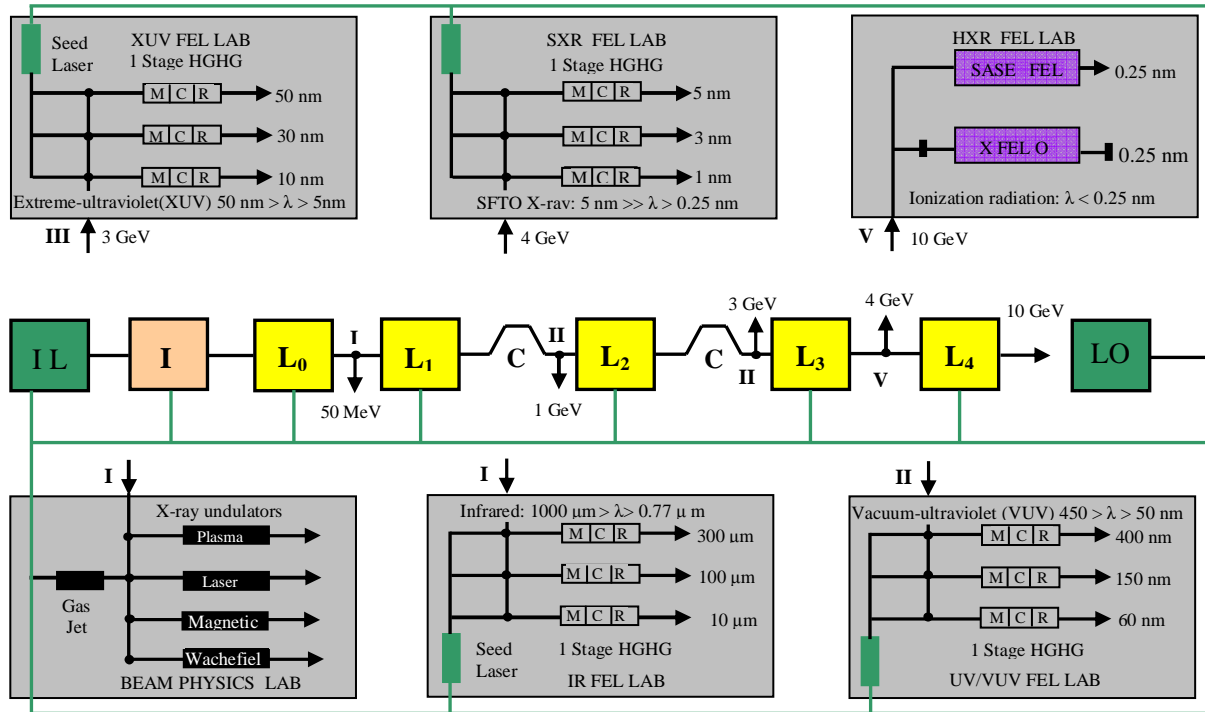 Seed
Laser
XUV FEL LAB
1 Stage HGHG
M C R 50 nm
M C R 30 nm
M C R 10 nm
Extreme-ultraviolet(XUV) 50 nm > λ > 5nm
III 3 GeV
SXR FEL LAB
1 Stage HGHG
M C R 5 nm
M C R 3 nm
M C R 1 nm
SFTO X-rav: 5 nm >> λ > 0.25 nm
4 GeV
HXR FEL LAB
SASE FEL 0.25 nm
X FEL O 0.25 nm
Ionization radiation: λ < 0.25 nm
V 10 GeV
I L
I
L0
I
50 MeV
L1
C
II
1 GeV
L2
C
3 GeV
II
L3
4 GeV
V
L4
10 GeV
LO
I
X-ray undulators
Plasma
Laser
Magnetic
Wachefiel
Gas
Jet
BEAM PHYSICS LAB
I
Infrared: 1000 μm > λ > 0.77 μ m
M C R 300 μm
M C R 100 μm
M C R 10 μm
Seed
Laser
1 Stage HGHG
IR FEL LAB
II
Vacuum-ultraviolet (VUV) 450 > λ > 50 nm
M C R 400 nm
M C R 150 nm
M C R 60 nm
1 Stage HGHG
UV/VUV FEL LAB